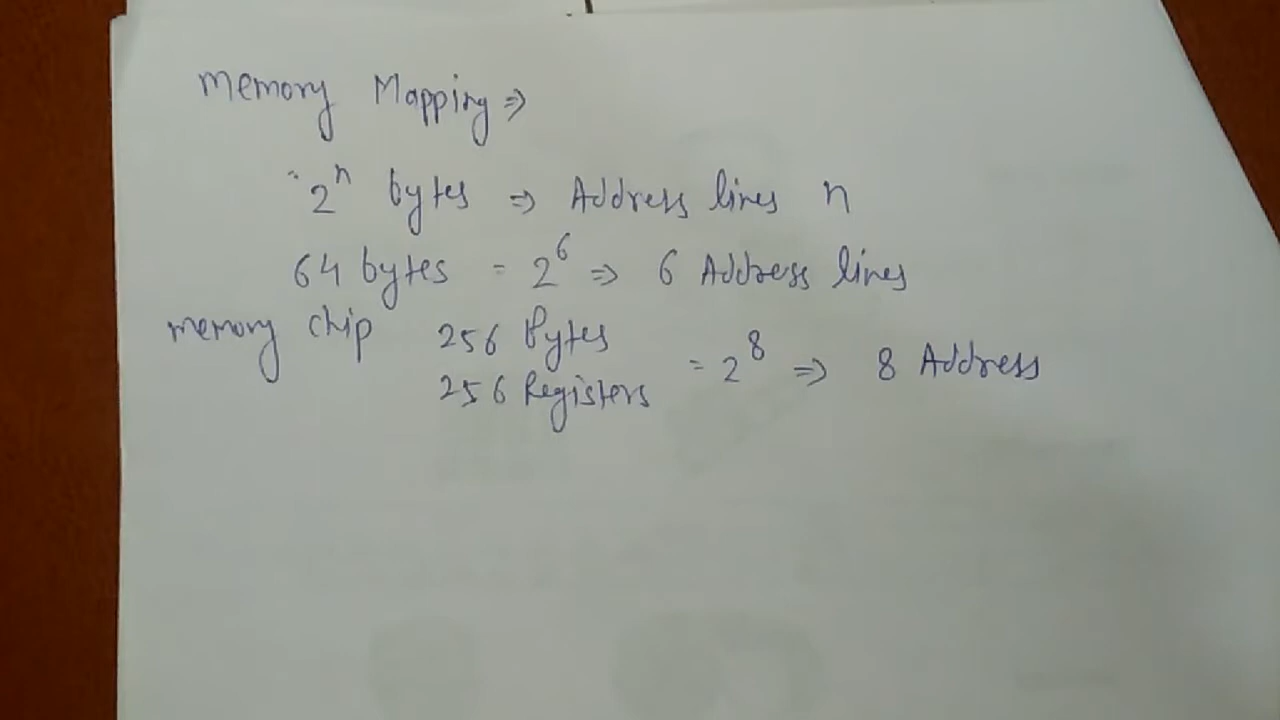 Memory Mapping ⇒
2^n bytes ⇒ Address lines n
64 bytes = 2^6 ⇒ 6 Address lines
memory chip 256 Bytes
256 Registers = 2^8 ⇒ 8 Address